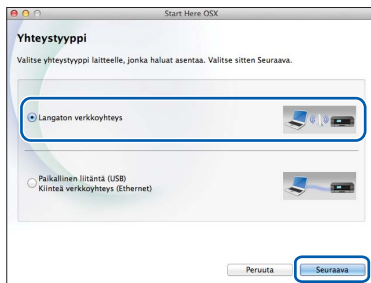 Start Here OSX
Yhteystyyppi
Valitse yhteystyyppi laitteelle, jonka haluat asentaa. Valitse sitten Seuraava.
Langaton verkkoyhteys
Paikallinen liitäntä (USB)
Kiinteä verkkoyhteys (Ethernet)
Peruuta
Seuraava